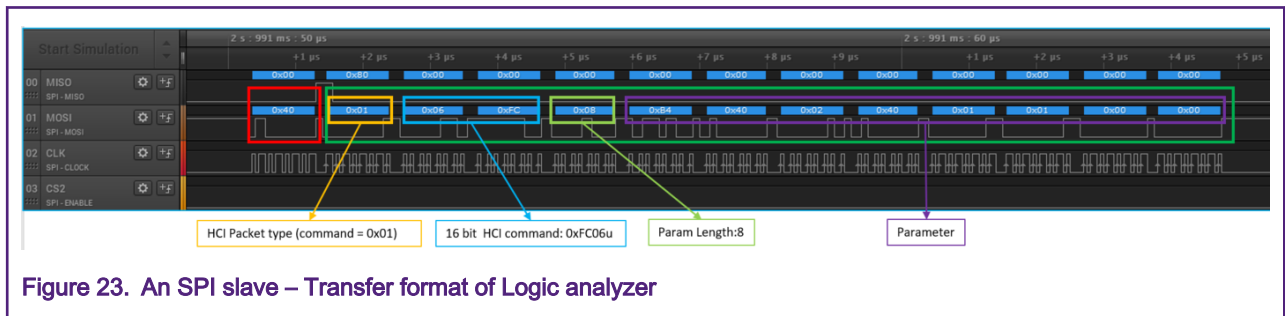 Start Simulation
2 s : 991 ms : 50 µs
2 s : 991 ms : 60 µs
+1 µs +2 µs +3 µs +4 µs +5 µs +6 µs +7 µs +8 µs +9 µs +1 µs +2 µs +3 µs +4 µs +5 µs
00 MISO
SPI - MISO
0x00 0x80 0x00 0x00 0x00 0x00 0x00 0x00 0x00 0x00 0x00 0x00 0x00
01 MOSI
SPI - MOSI
0x40 0x01 0x06 0xFC 0x08 0xB4 0x40 0x02 0x40 0x01 0x01 0x00 0x00
02 CLK
SPI - CLOCK
03 CS2
SPI - ENABLE
HCI Packet type (command = 0x01)
16 bit HCI command: 0xFC06u
Param Length:8
Parameter
Figure 23. An SPI slave – Transfer format of Logic analyzer